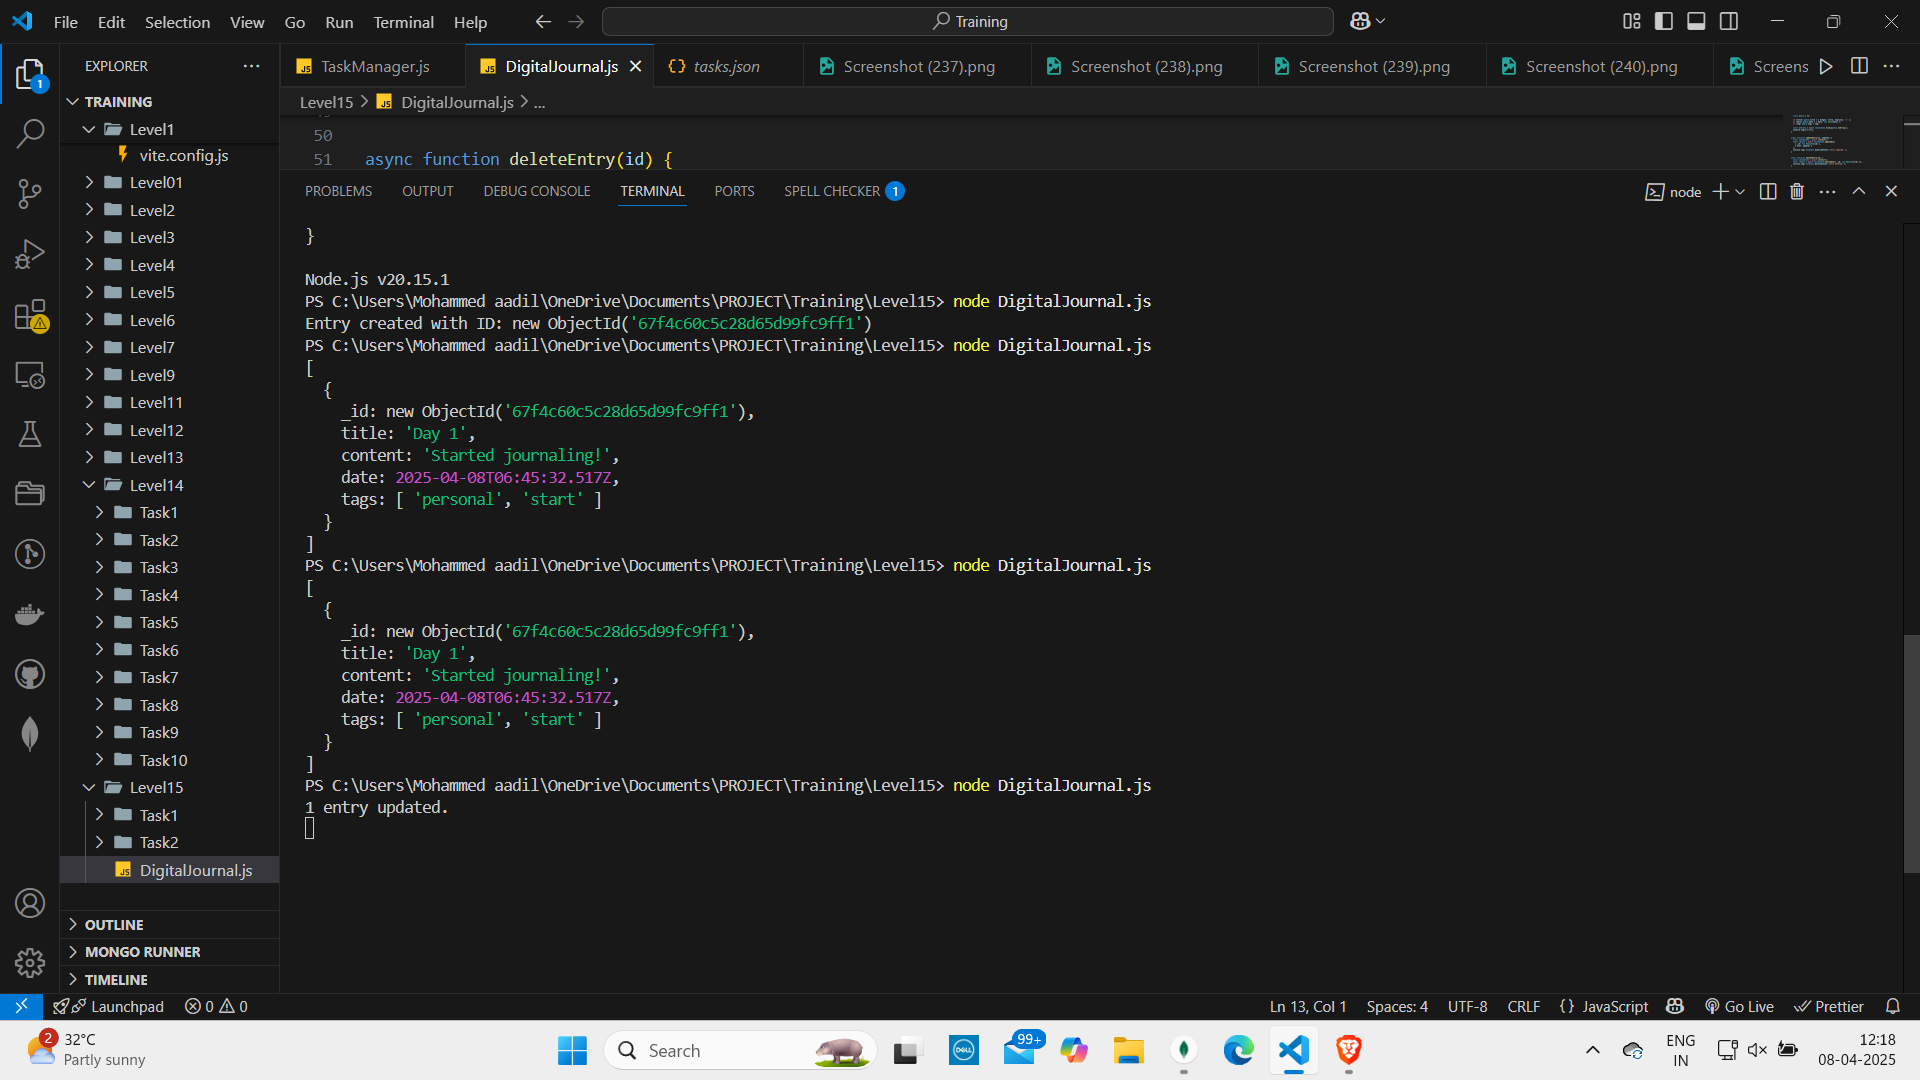 File Edit Selection View Go Run Terminal Help
Training
EXPLORER
TRAINING
Level1
vite.config.js
Level01
Level2
Level3
Level4
Level5
Level6
Level7
Level9
Level11
Level12
Level13
Level14
Task1
Task2
Task3
Task4
Task5
Task6
Task7
Task8
Task9
Task10
Level15
Task1
Task2
DigitalJournal.js
OUTLINE
MONGO RUNNER
TIMELINE
TaskManager.js DigitalJournal.js tasks.json Screenshot (237).png Screenshot (238).png Screenshot (239).png Screenshot (240).png Screens
Level15 > DigitalJournal.js > ...
50
51 async function deleteEntry(id) {
PROBLEMS OUTPUT DEBUG CONSOLE TERMINAL PORTS SPELL CHECKER 1
node
}
Node.js v20.15.1
PS C:\Users\Mohammed aadil\OneDrive\Documents\PROJECT\Training\Level15> node DigitalJournal.js
Entry created with ID: new ObjectId('67f4c60c5c28d65d99fc9ff1')
PS C:\Users\Mohammed aadil\OneDrive\Documents\PROJECT\Training\Level15> node DigitalJournal.js
[
{
_id: new ObjectId('67f4c60c5c28d65d99fc9ff1'),
title: 'Day 1',
content: 'Started journaling!',
date: 2025-04-08T06:45:32.517Z,
tags: [ 'personal', 'start' ]
}
]
PS C:\Users\Mohammed aadil\OneDrive\Documents\PROJECT\Training\Level15> node DigitalJournal.js
[
{
_id: new ObjectId('67f4c60c5c28d65d99fc9ff1'),
title: 'Day 1',
content: 'Started journaling!',
date: 2025-04-08T06:45:32.517Z,
tags: [ 'personal', 'start' ]
}
]
PS C:\Users\Mohammed aadil\OneDrive\Documents\PROJECT\Training\Level15> node DigitalJournal.js
1 entry updated.
Launchpad 0 0
Ln 13, Col 1 Spaces: 4 UTF-8 CRLF {} JavaScript Go Live Prettier
2
32°C
Partly sunny
Search
DELL
99+
ENG
IN
12:18
08-04-2025